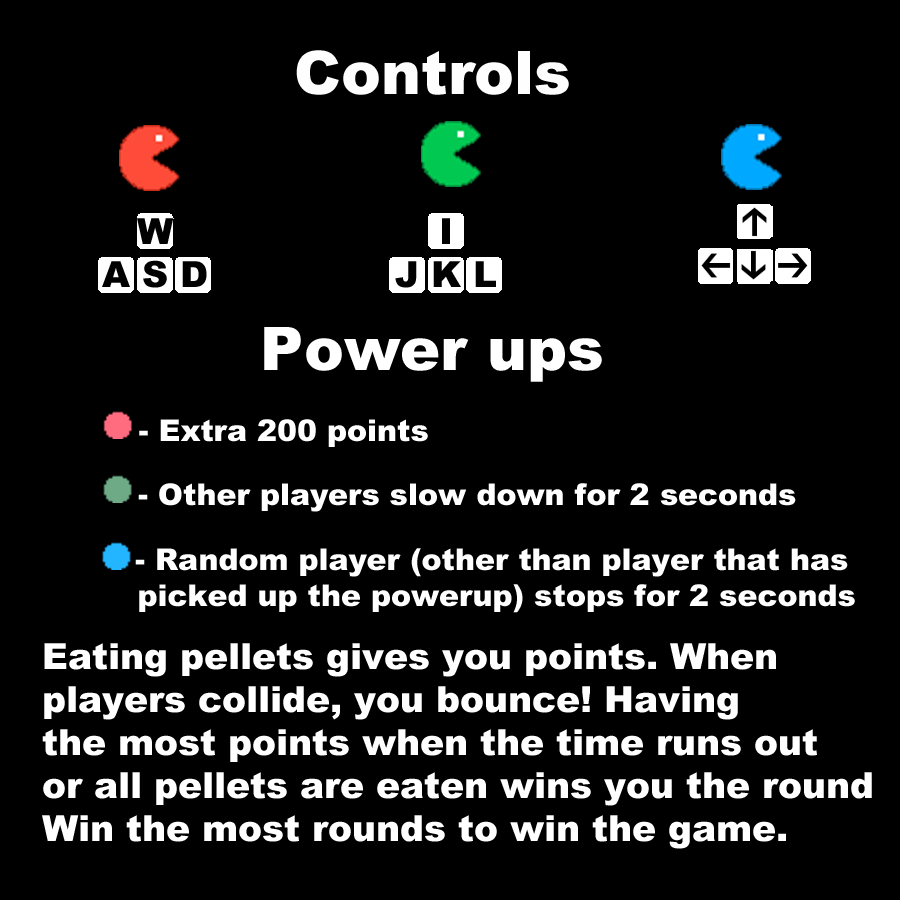 Controls
W I ↑
A S D J K L ← ↓ →
Power ups
- Extra 200 points
- Other players slow down for 2 seconds
- Random player (other than player that has
picked up the powerup) stops for 2 seconds
Eating pellets gives you points. When
players collide, you bounce! Having
the most points when the time runs out
or all pellets are eaten wins you the round
Win the most rounds to win the game.